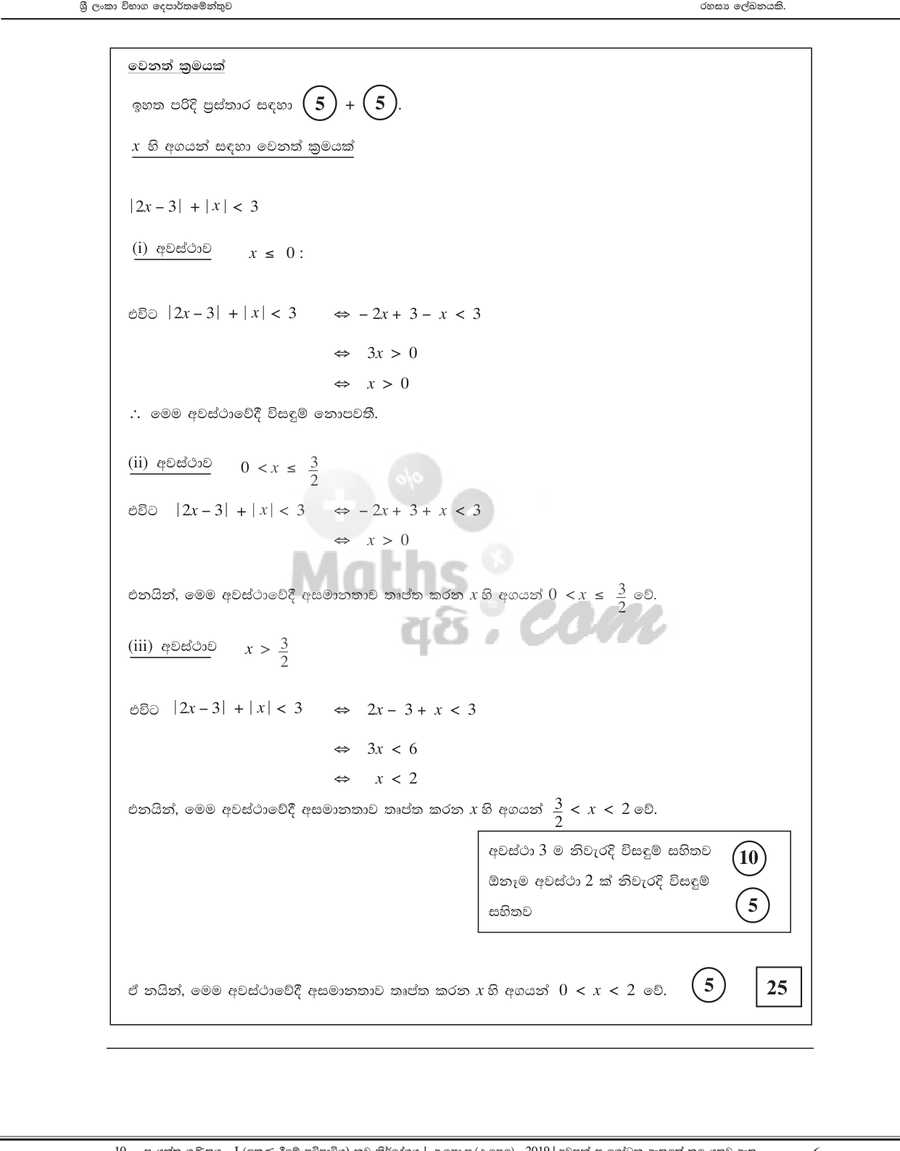 ශ්‍රී ලංකා විභාග දෙපාර්තමේන්තුව රහස්‍ය ලේඛනයකි.
වෙනත් ක්‍රමයක්
ඉහත පරිදි ප්‍රස්තාර සඳහා 5 + 5.
x හි අගයන් සඳහා වෙනත් ක්‍රමයක්
|2x – 3| + |x| < 3
(i) අවස්ථාව x ≤ 0 :
එවිට |2x – 3| + |x| < 3 ⇔ – 2x + 3 – x < 3
⇔ 3x > 0
⇔ x > 0
∴ මෙම අවස්ථාවේදී විසඳුම් නොපවතී.
(ii) අවස්ථාව 0 < x ≤ 3/2
එවිට |2x – 3| + |x| < 3 ⇔ – 2x + 3 + x < 3
⇔ x > 0
එනයින්, මෙම අවස්ථාවේදී අසමානතාව තෘප්ත කරන x හි අගයන් 0 < x ≤ 3/2 වේ.
Maths
අපි . com
(iii) අවස්ථාව x > 3/2
එවිට |2x – 3| + |x| < 3 ⇔ 2x – 3 + x < 3
⇔ 3x < 6
⇔ x < 2
එනයින්, මෙම අවස්ථාවේදී අසමානතාව තෘප්ත කරන x හි අගයන් 3/2 < x < 2 වේ.
අවස්ථා 3 ම නිවැරදි විසඳුම් සහිතව 10
ඕනෑම අවස්ථා 2 ක් නිවැරදි විසඳුම්
සහිතව 5
ඒ නයින්, මෙම අවස්ථාවේදී අසමානතාව තෘප්ත කරන x හි අගයන් 0 < x < 2 වේ. 5 25